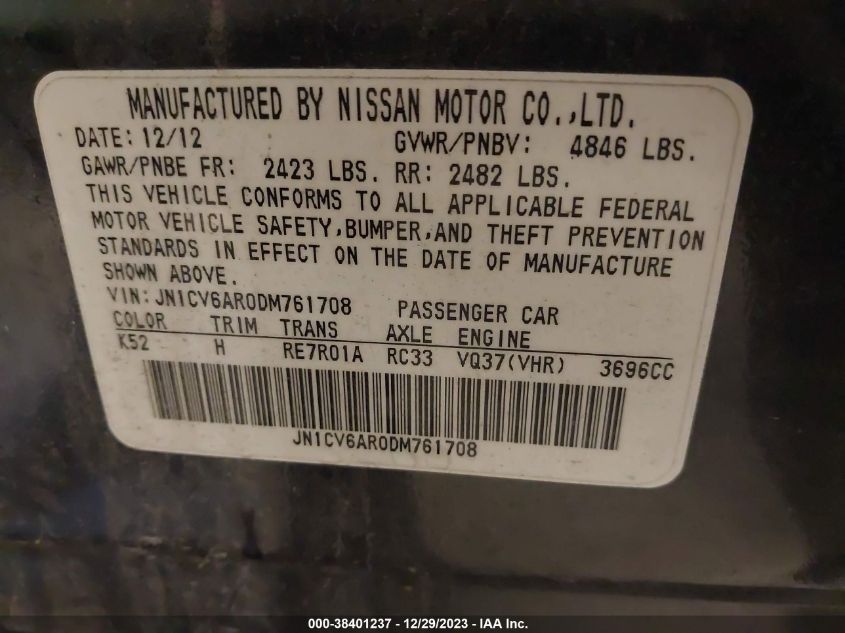 MANUFACTURED BY NISSAN MOTOR CO.,LTD.
DATE: 12/12 GVWR/PNBV: 4846 LBS.
GAWR/PNBE FR: 2423 LBS. RR: 2482 LBS.
THIS VEHICLE CONFORMS TO ALL APPLICABLE FEDERAL
MOTOR VEHICLE SAFETY,BUMPER,AND THEFT PREVENTION
STANDARDS IN EFFECT ON THE DATE OF MANUFACTURE
SHOWN ABOVE.
VIN: JN1CV6AR0DM761708 PASSENGER CAR
COLOR TRIM TRANS AXLE ENGINE
K52 H RE7R01A RC33 VQ37(VHR) 3696CC
JN1CV6AR0DM761708
000-38401237 - 12/29/2023 - IAA Inc.